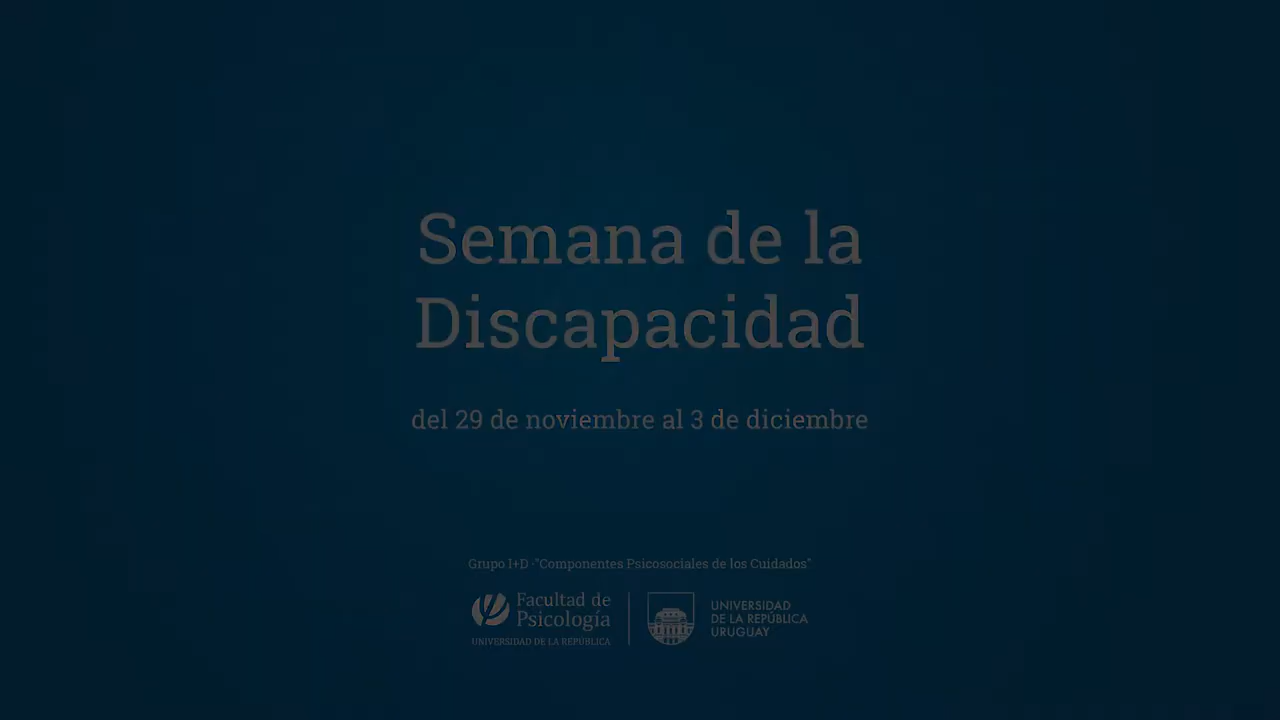 Semana de la
Discapacidad
del 29 de noviembre al 3 de diciembre
Grupo I+D -"Componentes Psicosociales de los Cuidados"
Facultad de
Psicología
UNIVERSIDAD DE LA REPÚBLICA
UNIVERSIDAD
DE LA REPÚBLICA
URUGUAY